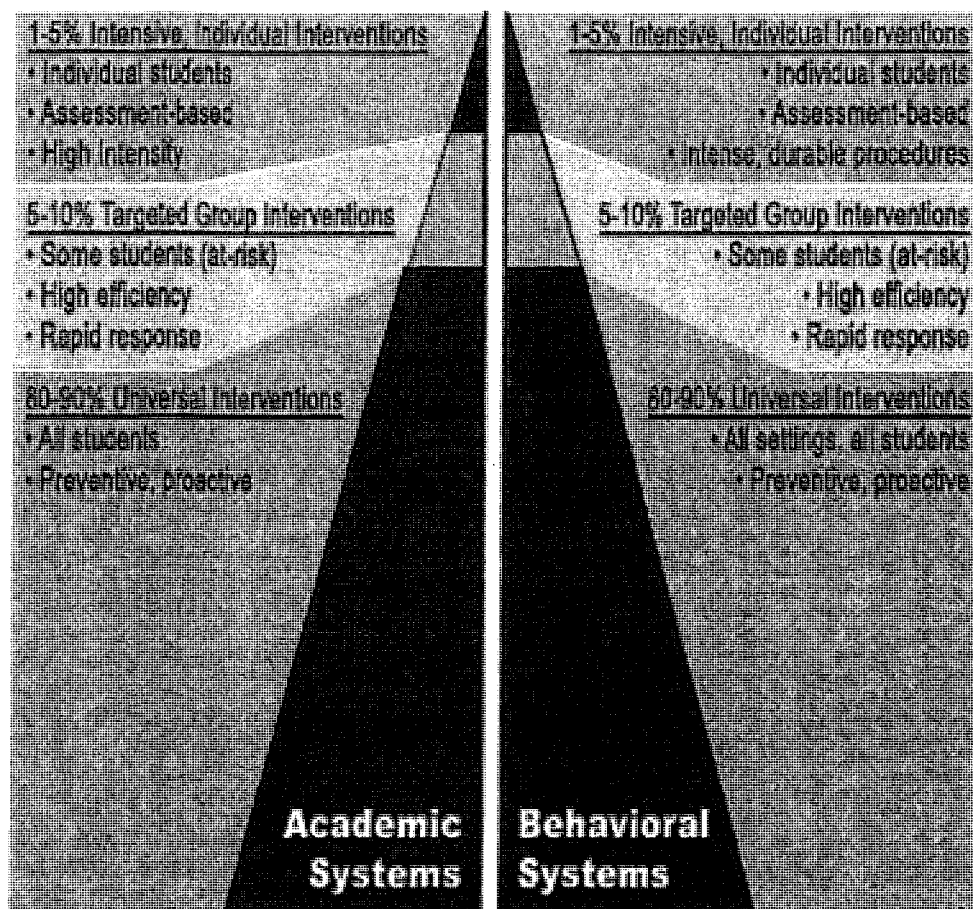 1-5% Intensive, Individual Interventions
• Individual students
• Assessment-based
• High Intensity
5-10% Targeted Group Interventions
• Some students (at-risk)
• High efficiency
• Rapid response
80-90% Universal Interventions
• All students
• Preventive, proactive
1-5% Intensive, Individual Interventions
• Individual students
• Assessment-based
• Intense, durable procedures
5-10% Targeted Group Interventions
• Some students (at-risk)
• High efficiency
• Rapid response
80-90% Universal Interventions
• All settings, all students
• Preventive, proactive
Academic
Systems
Behavioral
Systems